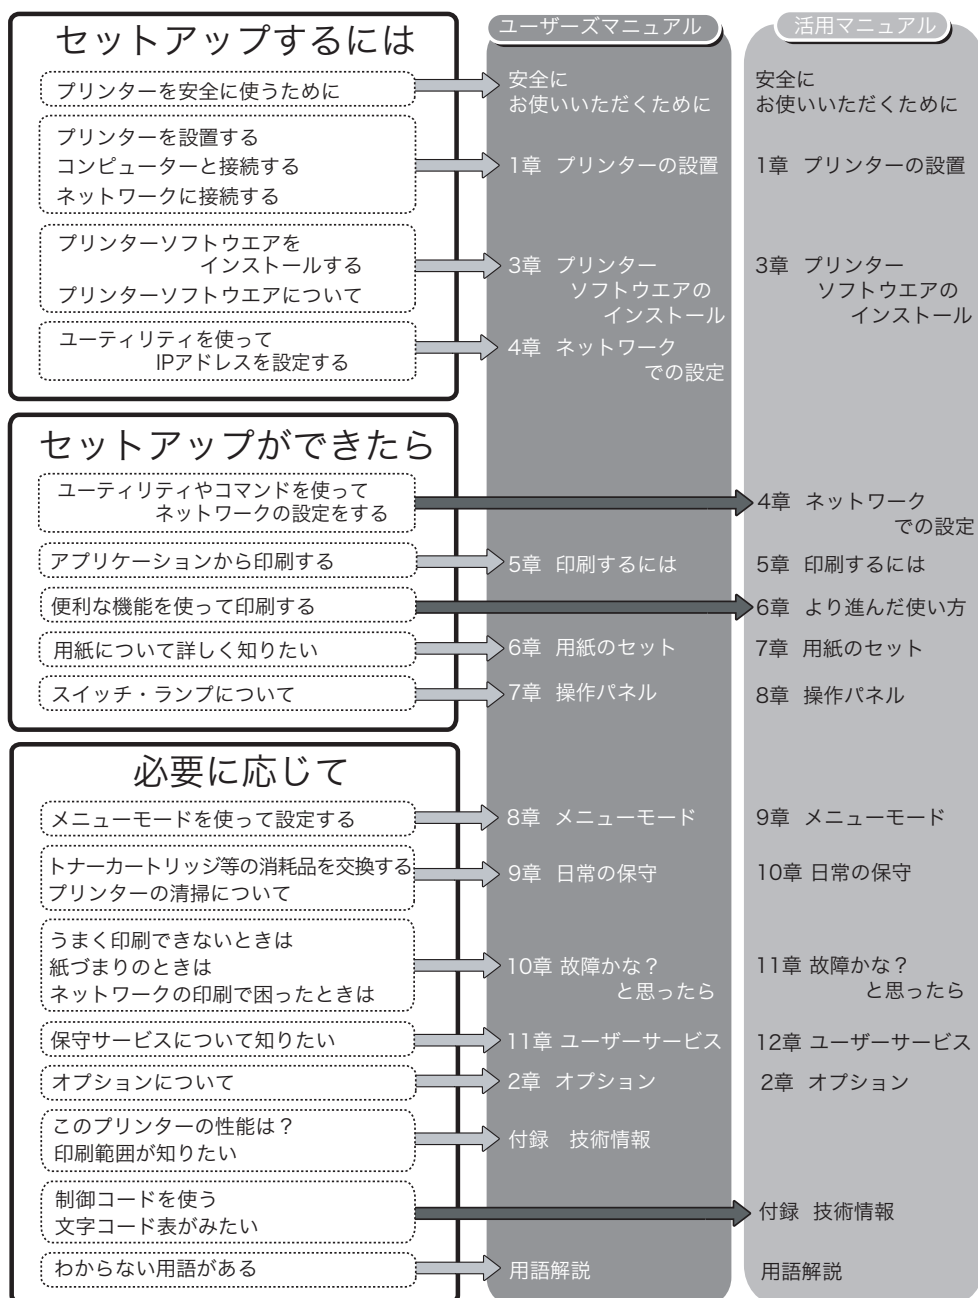 セットアップするには
プリンターを安全に使うために
プリンターを設置する
コンピューターと接続する
ネットワークに接続する
プリンターソフトウエアを
インストールする
プリンターソフトウエアについて
ユーティリティを使って
IPアドレスを設定する
セットアップができたら
ユーティリティやコマンドを使って
ネットワークの設定をする
アプリケーションから印刷する
便利な機能を使って印刷する
用紙について詳しく知りたい
スイッチ・ランプについて
必要に応じて
メニューモードを使って設定する
トナーカートリッジ等の消耗品を交換する
プリンターの清掃について
うまく印刷できないときは
紙づまりのときは
ネットワークの印刷で困ったときは
保守サービスについて知りたい
オプションについて
このプリンターの性能は？
印刷範囲が知りたい
制御コードを使う
文字コード表がみたい
わからない用語がある
ユーザーズマニュアル
安全に
お使いいただくために
1章 プリンターの設置
3章 プリンター
ソフトウエアの
インストール
4章 ネットワーク
での設定
5章 印刷するには
6章 用紙のセット
7章 操作パネル
8章 メニューモード
9章 日常の保守
10章 故障かな？
と思ったら
11章 ユーザーサービス
2章 オプション
付録 技術情報
用語解説
活用マニュアル
安全に
お使いいただくために
1章 プリンターの設置
3章 プリンター
ソフトウエアの
インストール
4章 ネットワーク
での設定
5章 印刷するには
6章 より進んだ使い方
7章 用紙のセット
8章 操作パネル
9章 メニューモード
10章 日常の保守
11章 故障かな？
と思ったら
12章 ユーザーサービス
2章 オプション
付録 技術情報
用語解説